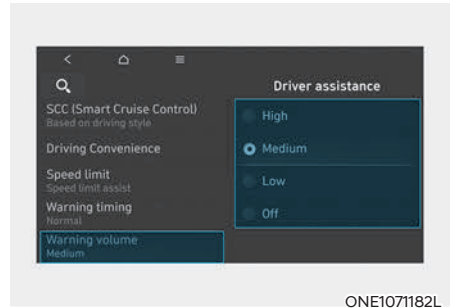 Driver assistance
SCC (Smart Cruise Control)
Based on driving style
Driving Convenience
Speed limit
Speed limit assist
Warning timing
Normal
Warning volume
Medium
High
Medium
Low
Off
ONE1071182L